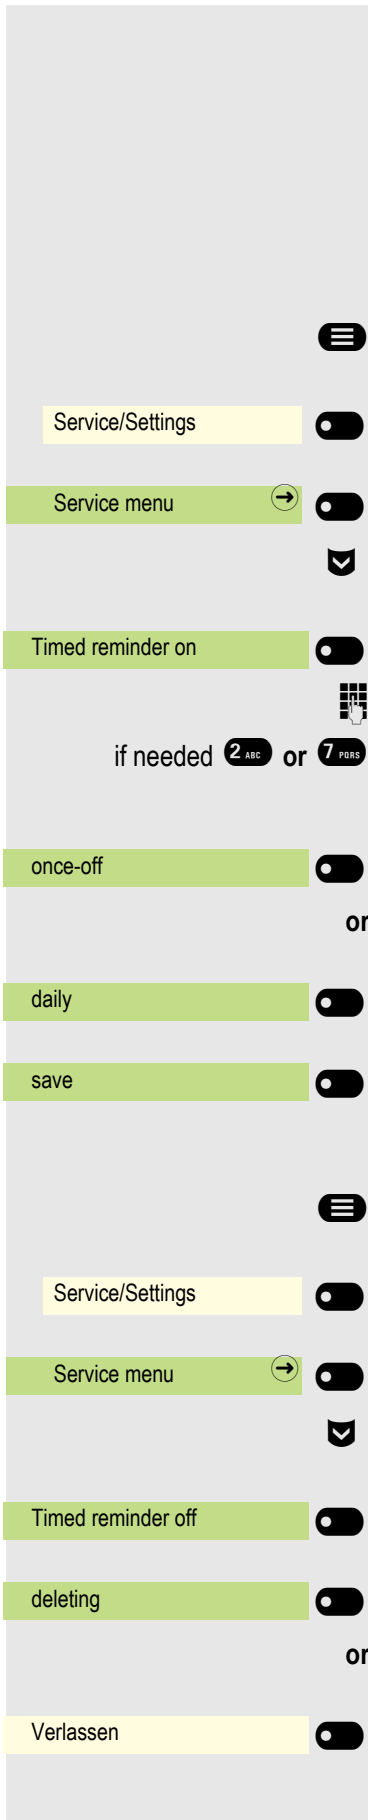 Service/Settings
Service menu
Timed reminder on
if needed 2 ABC or 7 PQRS
once-off
or
daily
save
Service/Settings
Service menu
Timed reminder off
deleting
or
Verlassen